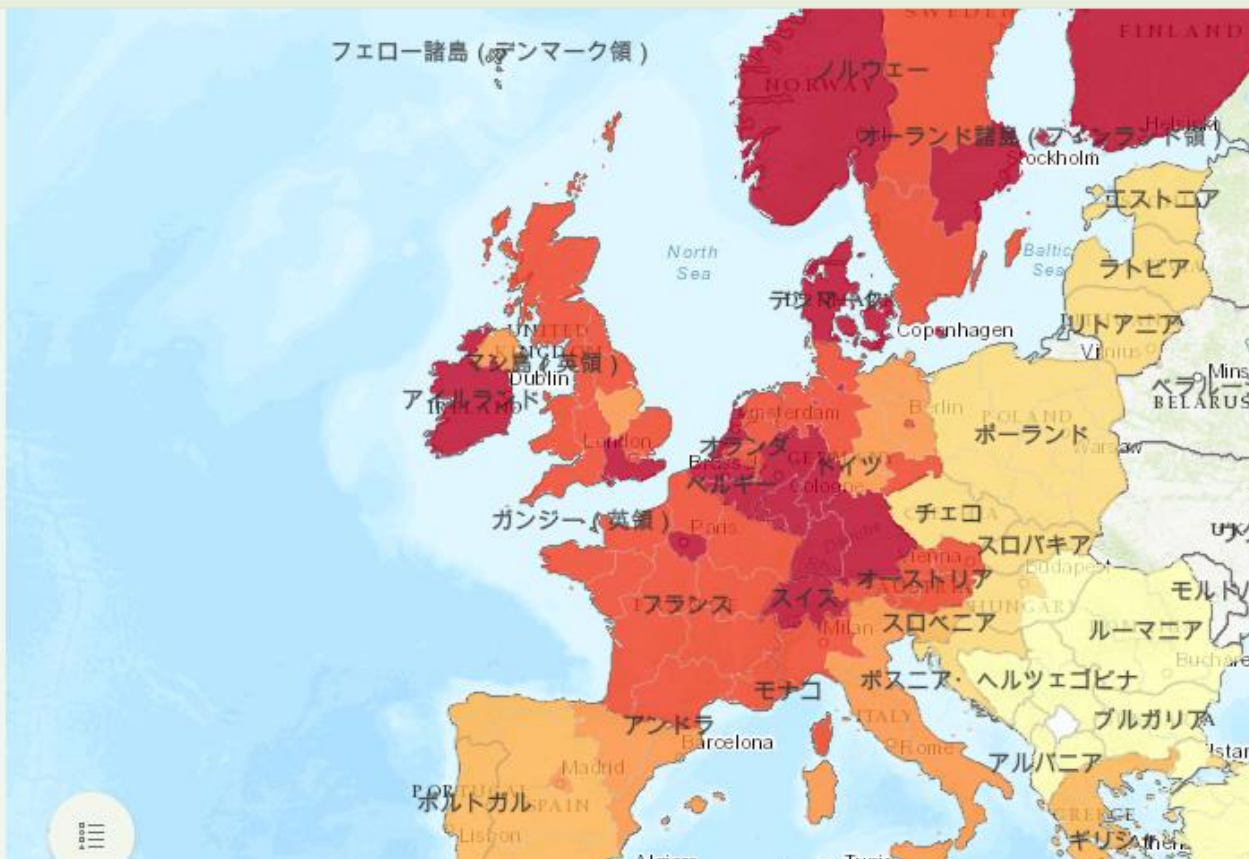 SWEDEN
FINLAND
フェロー諸島 ( デンマーク領 )
ノルウェー
NORWAY
Helsinki
オーランド諸島 ( フィンランド領 )
Stockholm
エストニア
North
Sea
Baltic
Sea
ラトビア
デンマーク
リトアニア
Copenhagen
UNITED
KINGDOM
Vilnius
マン島 ( 英領 )
Dublin
Mins
ベラルー
BELARUS
アイルランド
IRELAND
Amsterdam
Berlin
POLAND
ポーランド
London
オランダ
GERMANY
ドイツ
Warsaw
Brussel
ベルギー
Cologne
チェコ
ガンジー ( 英領 )
Paris
スロバキア
Vienna
Budapest
オーストリア
AUSTRIA
モルド
フランス
スイス
HUNGARY
スロベニア
ルーマニア
Milan
Buchare
モナコ
ボスニア・ヘルツェゴビナ
アンドラ
ITALY
ブルガリア
Barcelona
Rome
Istan
Madrid
アルバニア
PORTUGAL
ポルトガル
SPAIN
GREECE
Lisbon
ギリシャ
Athen
Algiers
Tunis